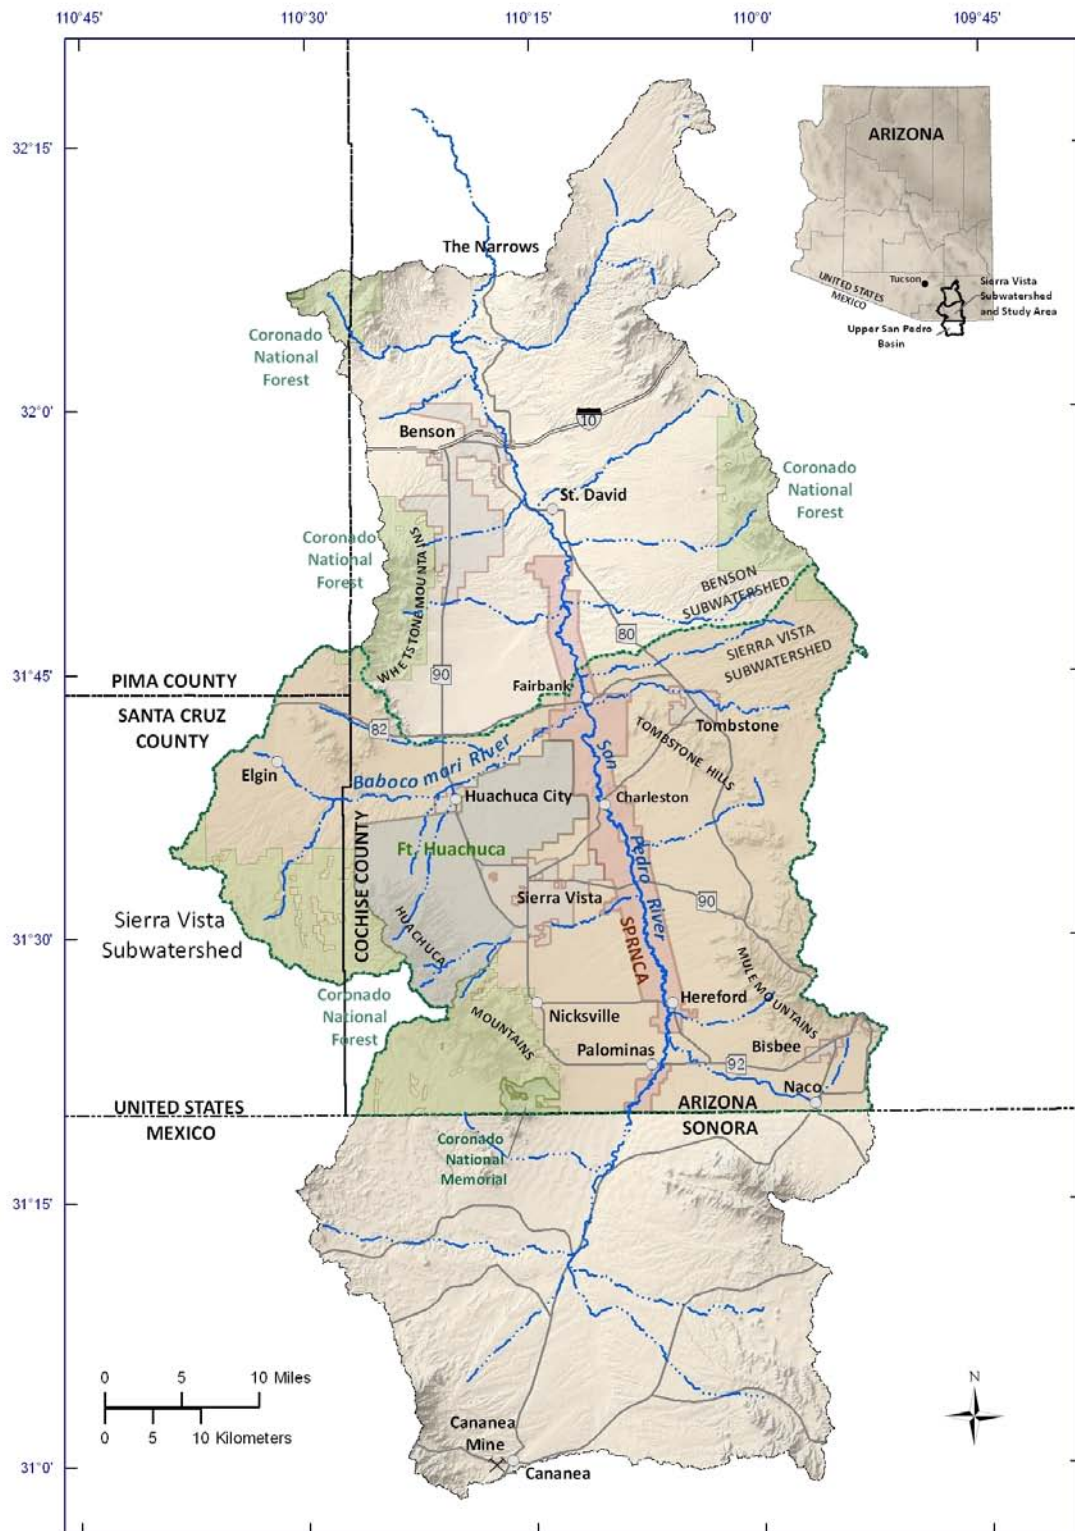 110°45'
110°30'
110°15'
110°0'
109°45'
32°15'
ARIZONA
The Narrows
Tucson
UNITED STATES
MEXICO
Sierra Vista
Subwatershed
and Study Area
Upper San Pedro
Basin
Coronado
National
Forest
32°0'
10
Benson
St. David
Coronado
National
Forest
Coronado
National
Forest
WHETSTONE MOUNTAINS
BENSON
SUBWATERSHED
80
SIERRA VISTA
SUBWATERSHED
31°45'
90
PIMA COUNTY
Fairbank
SANTA CRUZ
COUNTY
82
Tombstone
TOMBSTONE HILLS
Babocomari River
San Pedro River
Elgin
Huachuca City
Charleston
Ft. Huachuca
COCHISE COUNTY
Sierra Vista
90
Sierra Vista
Subwatershed
31°30'
HUACHUCA
MOUNTAINS
SPRNCA
MULE MOUNTAINS
Coronado
National
Forest
Hereford
Nicksville
Palominas
Bisbee
92
Naco
UNITED STATES
MEXICO
ARIZONA
SONORA
Coronado
National
Memorial
31°15'
0 5 10 Miles
0 5 10 Kilometers
N
Cananea
Mine
Cananea
31°0'